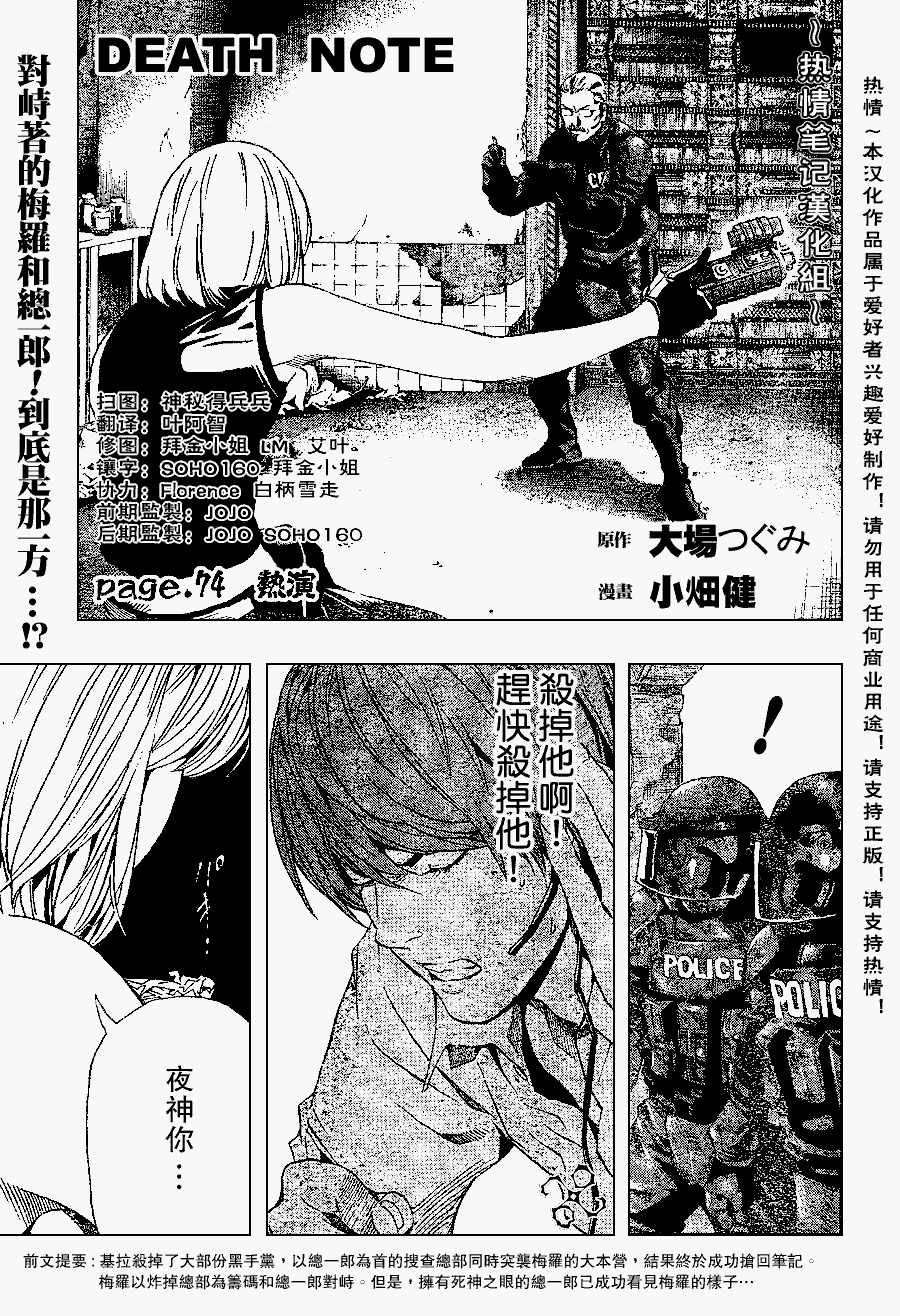 DEATH NOTE
~热情笔记漢化組~
热情~本汉化作品属于爱好者兴趣爱好制作！请勿用于任何商业用途！请支持正版！请支持热情！
對峙著的梅羅和總一郎！到底是那一方…!?
扫图：神秘得兵兵
翻译：叶阿智
修图：拜金小姐 LM 艾叶。
镶字：SOHO160 拜金小姐
协力：Florence 白柄雪走
前期監製：JOJO
后期監製：JOJO SOHO160
原作 大場つぐみ
漫畫 小畑健
page.74 熱演
！
POLICE
POLIC
殺掉他啊！
趕快殺掉他！
夜神你…
前文提要：基拉殺掉了大部份黑手黨，以總一郎為首的搜查總部同時突襲梅羅的大本營，結果終於成功搶回筆記。
梅羅以炸掉總部為籌碼和總一郎對峙。但是，擁有死神之眼的總一郎已成功看見梅羅的樣子…